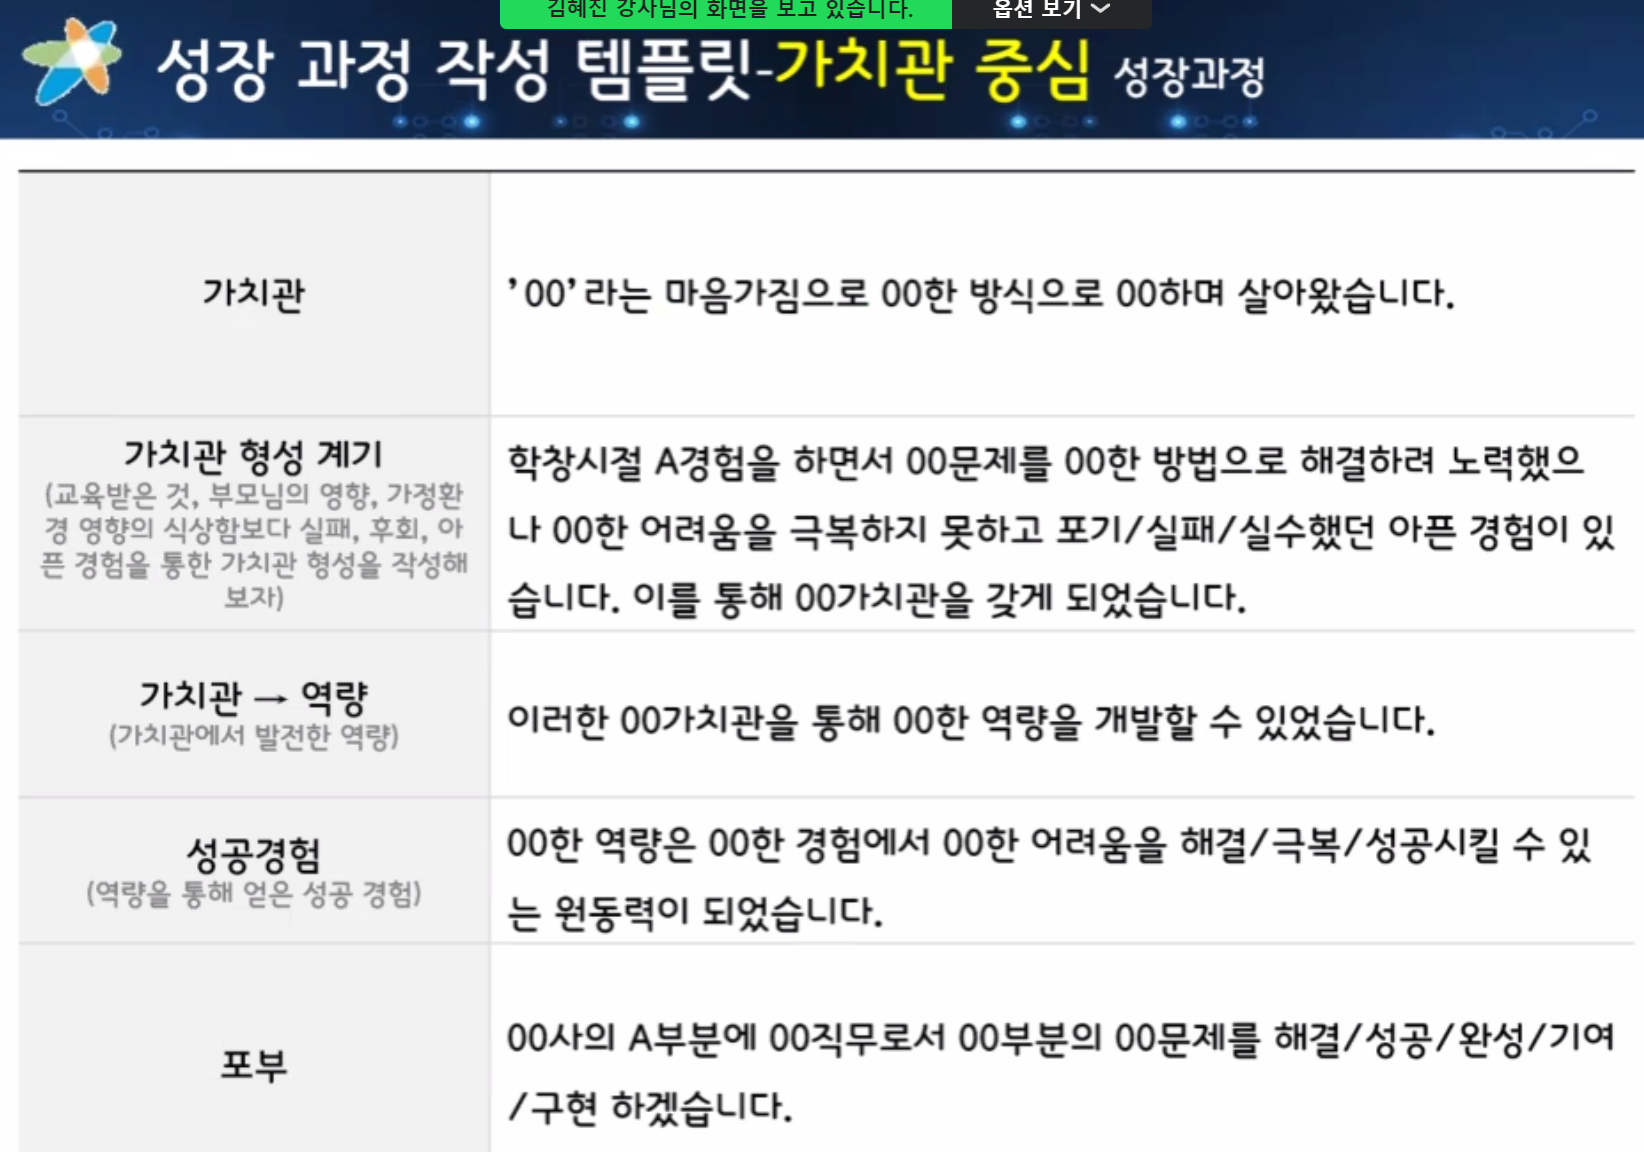 김혜진 강사님의 화면을 보고 있습니다. 옵션 보기
성장 과정 작성 템플릿-가치관 중심 성장과정
가치관
’00’라는 마음가짐으로 00한 방식으로 00하며 살아왔습니다.
가치관 형성 계기
(교육받은 것, 부모님의 영향, 가정환
경 영향의 식상함보다 실패, 후회, 아
픈 경험을 통한 가치관 형성을 작성해
보자)
학창시절 A경험을 하면서 00문제를 00한 방법으로 해결하려 노력했으
나 00한 어려움을 극복하지 못하고 포기/실패/실수했던 아픈 경험이 있
습니다. 이를 통해 00가치관을 갖게 되었습니다.
가치관 → 역량
(가치관에서 발전한 역량)
이러한 00가치관을 통해 00한 역량을 개발할 수 있었습니다.
성공경험
(역량을 통해 얻은 성공 경험)
00한 역량은 00한 경험에서 00한 어려움을 해결/극복/성공시킬 수 있
는 원동력이 되었습니다.
포부
00사의 A부분에 00직무로서 00부분의 00문제를 해결/성공/완성/기여
/구현 하겠습니다.